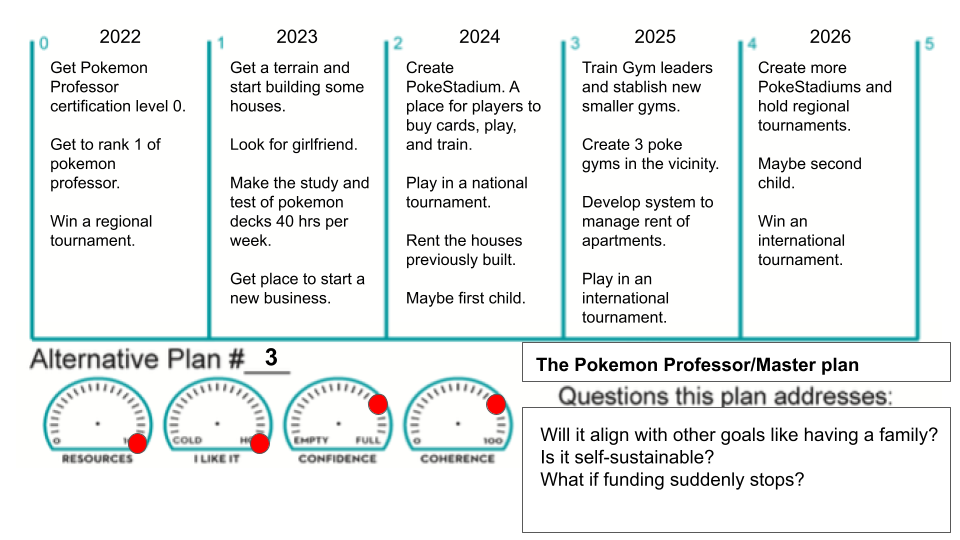 0 2022 1 2023 2 2024 3 2025 4 2026 5
Get Pokemon
Professor
certification level 0.
Get to rank 1 of
pokemon
professor.
Win a regional
tournament.
Get a terrain and
start building some
houses.
Look for girlfriend.
Make the study and
test of pokemon
decks 40 hrs per
week.
Get place to start a
new business.
Create
PokeStadium. A
place for players to
buy cards, play,
and train.
Play in a national
tournament.
Rent the houses
previously built.
Maybe first child.
Train Gym leaders
and stablish new
smaller gyms.
Create 3 poke
gyms in the vicinity.
Develop system to
manage rent of
apartments.
Play in an
international
tournament.
Create more
PokeStadiums and
hold regional
tournaments.
Maybe second
child.
Win an
international
tournament.
Alternative Plan #__3__
The Pokemon Professor/Master plan
0
RESOURCES
COLD
I LIKE IT
EMPTY FULL
CONFIDENCE
0 100
COHERENCE
Questions this plan addresses:
Will it align with other goals like having a family?
Is it self-sustainable?
What if funding suddenly stops?